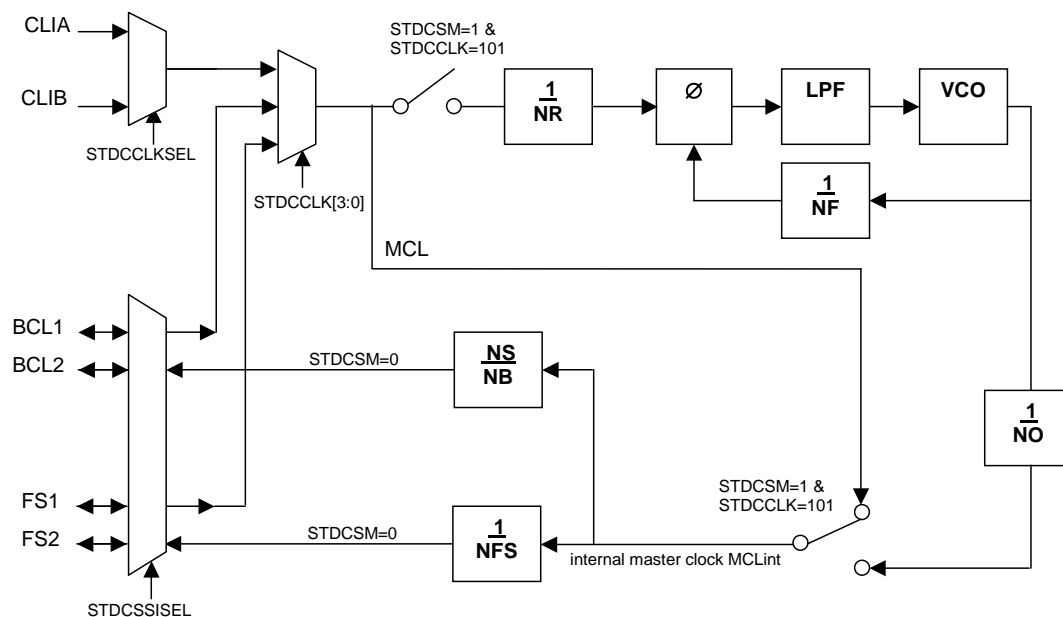 CLIA
CLIB
STDCCLKSEL
STDCCLK[3:0]
STDCSM=1 &
STDCCLK=101
1
NR
Ø
LPF
VCO
1
NF
MCL
BCL1
BCL2
STDCSM=0
NS
NB
1
NO
FS1
FS2
STDCSM=0
1
NFS
STDCSM=1 &
STDCCLK=101
internal master clock MCLint
STDCSSISEL